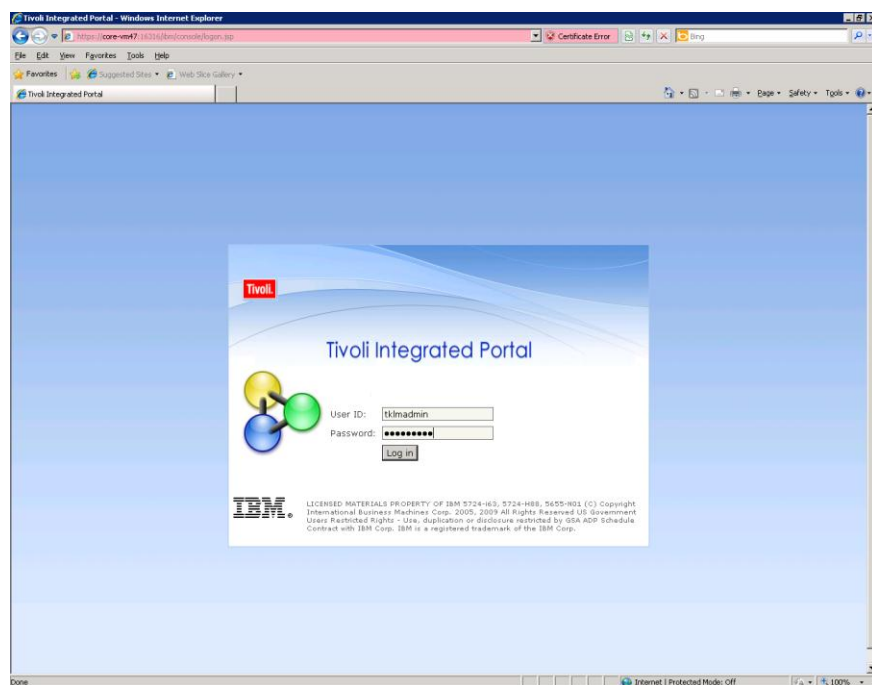 Tivoli Integrated Portal - Windows Internet Explorer
https://core-vm47:16316/ibm/console/logon.jsp
Certificate Error
Bing
File Edit View Favorites Tools Help
Favorites Suggested Sites Web Slice Gallery
Tivoli Integrated Portal
Page Safety Tools
Tivoli.
Tivoli Integrated Portal
User ID: tklmadmin
Password: •••••••••
Log in
IBM.
LICENSED MATERIALS PROPERTY OF IBM 5724-I63, 5724-H88, 5655-N01 (C) Copyright
International Business Machines Corp. 2005, 2009 All Rights Reserved US Government
Users Restricted Rights - Use, duplication or disclosure restricted by GSA ADP Schedule
Contract with IBM Corp. IBM is a registered trademark of the IBM Corp.
Done
Internet | Protected Mode: Off
100%